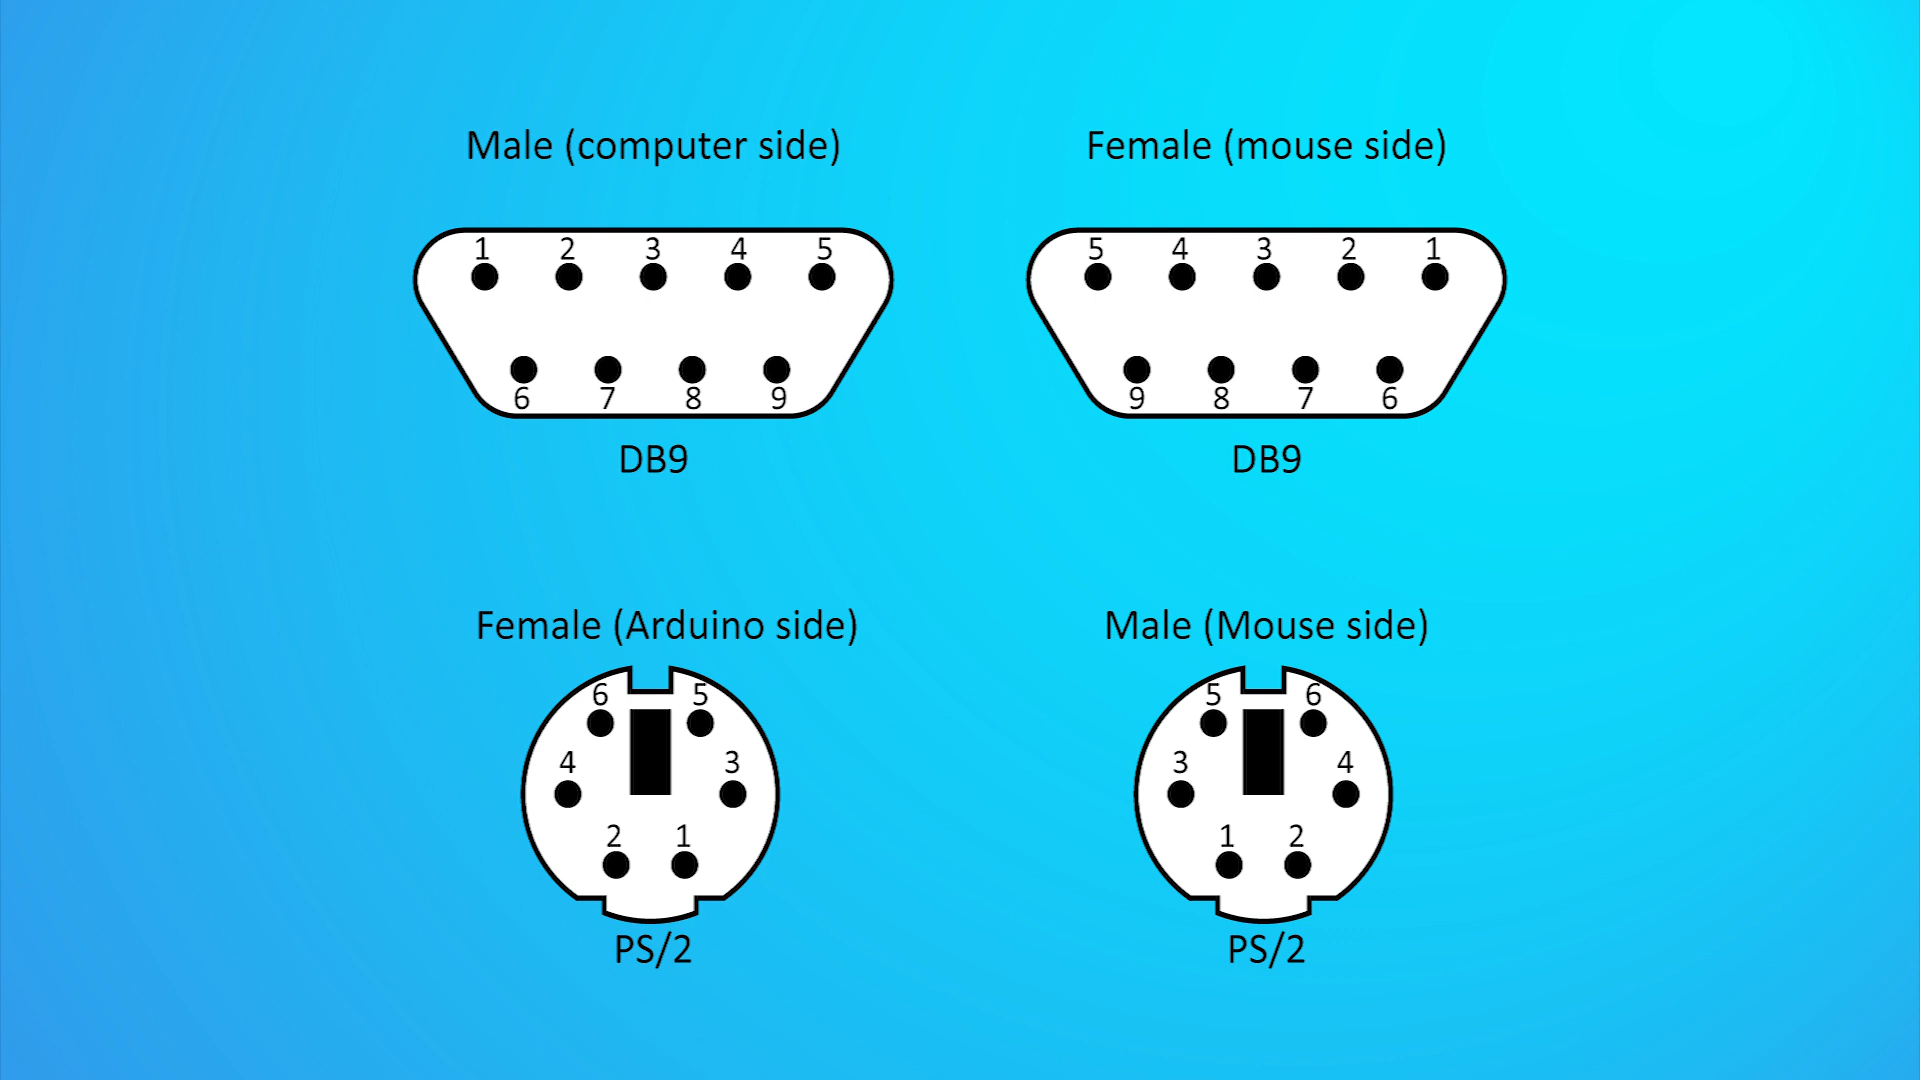 Male (computer side)
Female (mouse side)
1 2 3 4 5
6 7 8 9
DB9
5 4 3 2 1
9 8 7 6
DB9
Female (Arduino side)
Male (Mouse side)
6 5
4 3
2 1
PS/2
5 6
3 4
1 2
PS/2